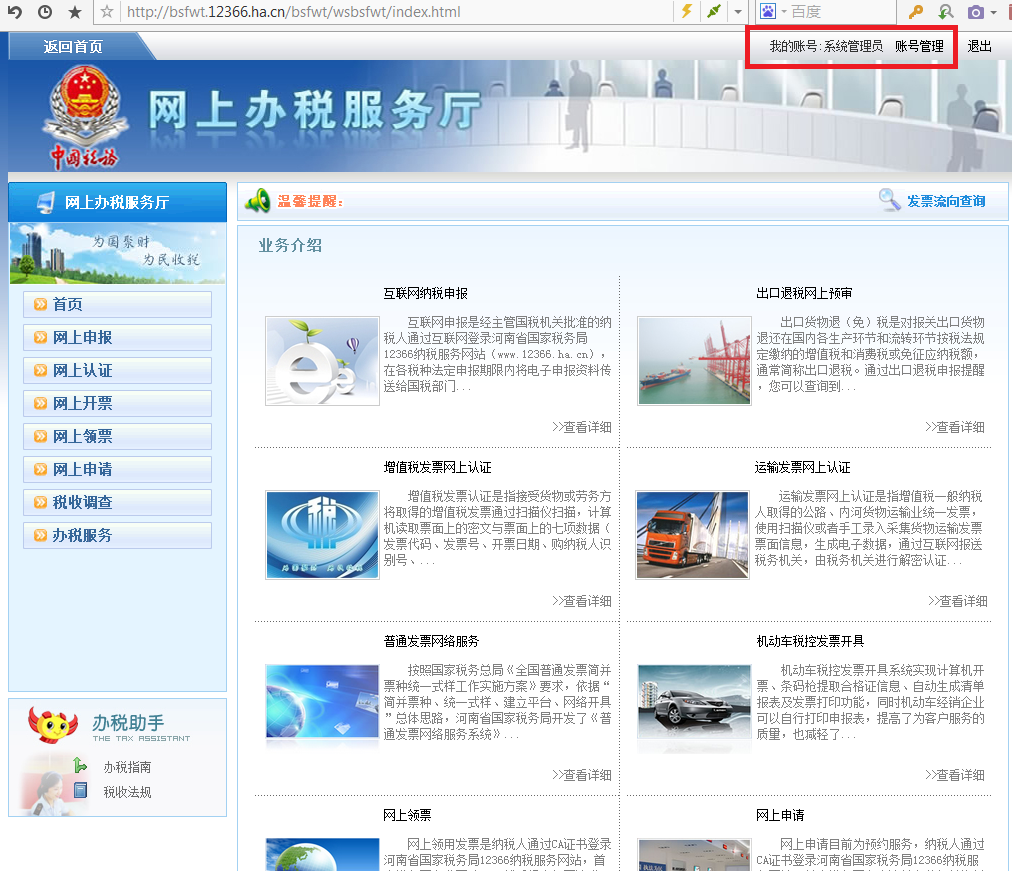 http://bsfwt.12366.ha.cn/bsfwt/wsbsfwt/index.html
百度
返回首页
我的账号:系统管理员 账号管理 退出
中国税务
网上办税服务厅
网上办税服务厅
为国聚财
为民收税
首页
网上申报
网上认证
网上开票
网上领票
网上申请
税收调查
办税服务
办税助手
THE TAX ASSISTANT
办税指南
税收法规
温馨提醒:
发票流向查询
业务介绍
互联网纳税申报
互联网申报是经主管国税机关批准的纳
税人通过互联网登录河南省国家税务局
12366纳税服务网站（www.12366.ha.cn），
在各税种法定申报期限内将电子申报资料传
送给国税部门...
>>查看详细
出口退税网上预审
出口货物退（免）税是对报关出口货物
退还在国内各生产环节和流转环节按税法规
定缴纳的增值税和消费税或免征应纳税额，
通常简称出口退税。通过出口退税申报提醒
，您可以查询到...
>>查看详细
增值税发票网上认证
增值税发票认证是指接受货物或劳务方
将取得的增值税发票通过扫描仪扫描，计算
机读取票面上的密文与票面上的七项数据（
发票代码、发票号、开票日期、购纳税人识
别号、...
>>查看详细
税
运输发票网上认证
运输发票网上认证是指增值税一般纳税
人取得的公路、内河货物运输业统一发票，
使用扫描仪或者手工录入采集货物运输发票
票面信息，生成电子数据，通过互联网报送
税务机关，由税务机关进行解密认证...
>>查看详细
普通发票网络服务
按照国家税务总局《全国普通发票简并
票种统一式样工作实施方案》要求，依据“
简并票种、统一式样、建立平台、网络开具
”总体思路，河南省国家税务局开发了《普
通发票网络服务系统》...
>>查看详细
机动车税控发票开具
机动车税控发票开具系统实现计算机开
票、条码枪提取合格证信息、自动生成清单
报表及发票打印功能，同时机动车经销企业
可以自行打印申报表，提高了为客户服务的
质量，也减轻了...
>>查看详细
网上领票
网上领用发票是纳税人通过CA证书登录
河南省国家税务局12366纳税服务网站，首
网上申请
网上申请目前为预约服务，纳税人通过
CA证书登录河南省国家税务局12366纳税服